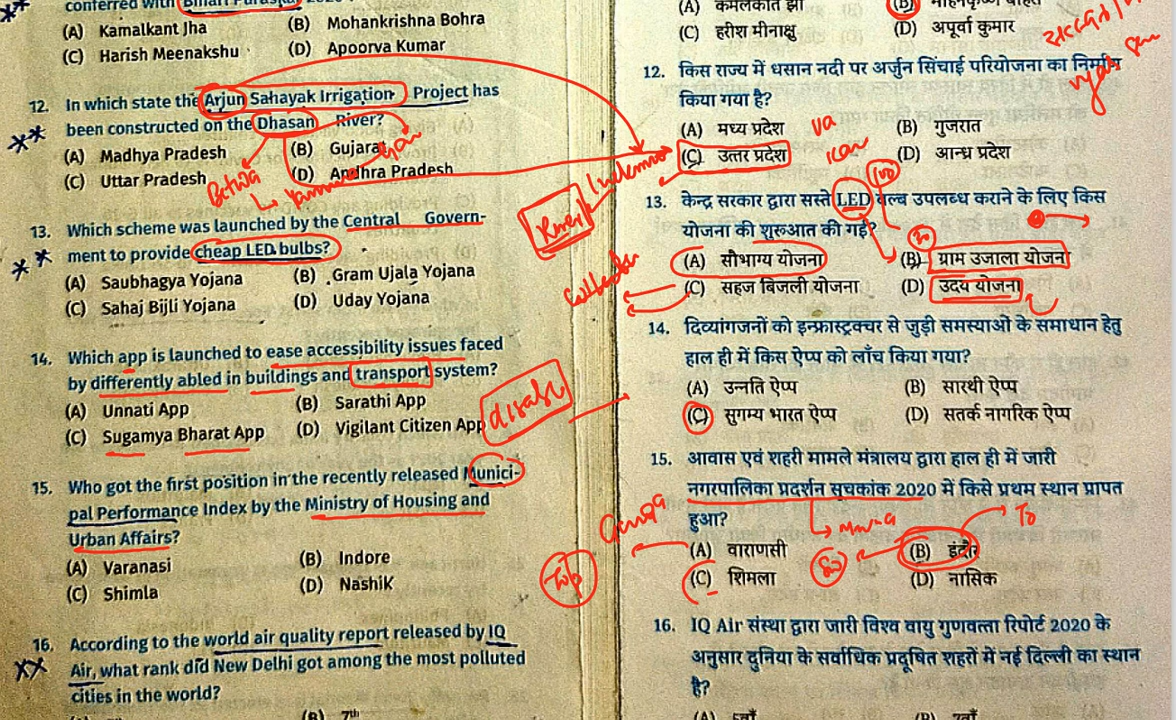 conferred with Bihari Puraskar
(A) Kamalkant Jha (B) Mohankrishna Bohra
(C) Harish Meenakshu (D) Apoorva Kumar
12. In which state the Arjun Sahayak Irrigation Project has
been constructed on the Dhasan River?
(A) Madhya Pradesh (B) Gujarat
(C) Uttar Pradesh (D) Andhra Pradesh
Betwa
13. Which scheme was launched by the Central Govern-
ment to provide cheap LED bulbs?
(A) Saubhagya Yojana (B) Gram Ujala Yojana
(C) Sahaj Bijli Yojana (D) Uday Yojana
14. Which app is launched to ease accessibility issues faced
by differently abled in buildings and transport system?
(A) Unnati App (B) Sarathi App
(C) Sugamya Bharat App (D) Vigilant Citizen App
15. Who got the first position in the recently released Munici-
pal Performance Index by the Ministry of Housing and
Urban Affairs?
(A) Varanasi (B) Indore
(C) Shimla (D) Nashik
16. According to the world air quality report released by IQ
Air, what rank did New Delhi got among the most polluted
cities in the world?
(B) 7th
(A) कमलकांत झा (B)
(C) हरीश मीनाक्षु (D) अपूर्वा कुमार
12. किस राज्य में धसान नदी पर अर्जुन सिंचाई परियोजना का निर्माण
किया गया है?
(A) मध्य प्रदेश (B) गुजरात
(C) उत्तर प्रदेश (D) आन्ध्र प्रदेश
13. केन्द्र सरकार द्वारा सस्ते LED बल्ब उपलब्ध कराने के लिए किस
योजना की शुरूआत की गई?
(A) सौभाग्य योजना (B) ग्राम उजाला योजना
(C) सहज बिजली योजना (D) उदय योजना
14. दिव्यांगजनों को इन्फ्रास्ट्रक्चर से जुड़ी समस्याओं के समाधान हेतु
हाल ही में किस ऐप्प को लाँच किया गया?
(A) उन्नति ऐप्प (B) सारथी ऐप्प
(C) सुगम्य भारत ऐप्प (D) सतर्क नागरिक ऐप्प
15. आवास एवं शहरी मामले मंत्रालय द्वारा हाल ही में जारी
नगरपालिका प्रदर्शन सूचकांक 2020 में किसे प्रथम स्थान प्राप्त
हुआ?
(A) वाराणसी (B) इंदौर
(C) शिमला (D) नासिक
16. IQ Air संस्था द्वारा जारी विश्व वायु गुणवत्ता रिपोर्ट 2020 के
अनुसार दुनिया के सर्वाधिक प्रदूषित शहरों में नई दिल्ली का स्थान
है?
(A) 5वाँ (B) 7वाँ